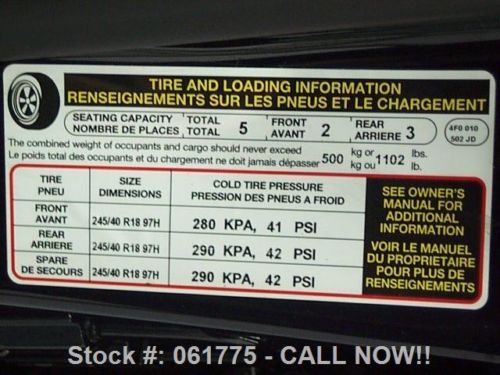 TIRE AND LOADING INFORMATION
RENSEIGNEMENTS SUR LES PNEUS ET LE CHARGEMENT
SEATING CAPACITY TOTAL 5 FRONT 2 REAR 3
NOMBRE DE PLACES TOTAL AVANT ARRIERE
4F0 010
502 JD
The combined weight of occupants and cargo should never exceed 500 kg or 1102 lbs.
Le poids total des occupants et du chargement ne doit jamais dépasser kg ou lb.
TIRE SIZE COLD TIRE PRESSURE
PNEU DIMENSIONS PRESSION DES PNEUS A FROID
FRONT
AVANT 245/40 R18 97H 280 KPA, 41 PSI
REAR
ARRIERE 245/40 R18 97H 290 KPA, 42 PSI
SPARE
DE SECOURS 245/40 R18 97H 290 KPA, 42 PSI
SEE OWNER'S
MANUAL FOR
ADDITIONAL
INFORMATION
VOIR LE MANUEL
DU PROPRIETAIRE
POUR PLUS DE
RENSEIGNEMENTS
Stock #: 061775 - CALL NOW!!